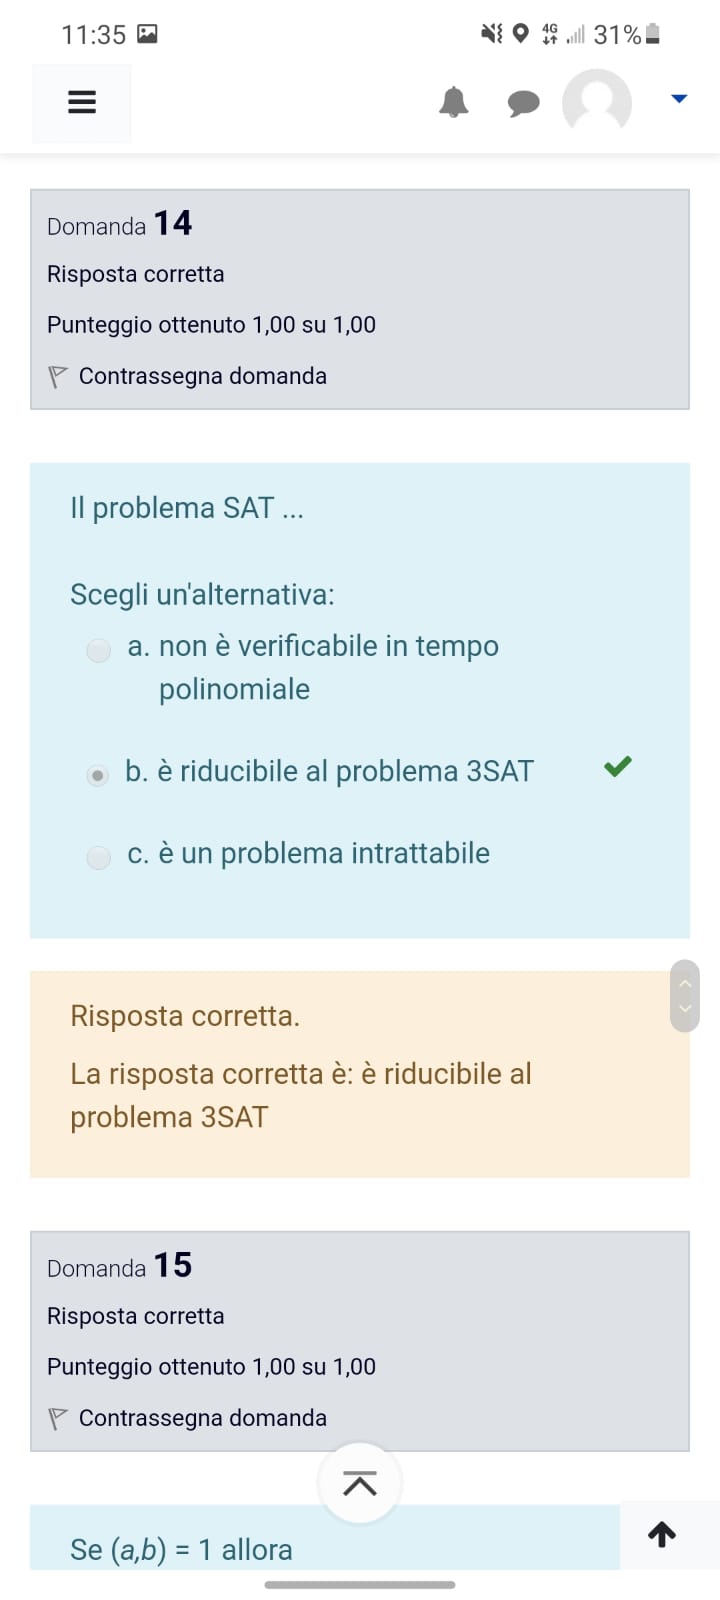 11:35
4G
31%
Domanda 14
Risposta corretta
Punteggio ottenuto 1,00 su 1,00
Contrassegna domanda
Il problema SAT ...
Scegli un'alternativa:
a. non è verificabile in tempo
polinomiale
b. è riducibile al problema 3SAT
c. è un problema intrattabile
Risposta corretta.
La risposta corretta è: è riducibile al
problema 3SAT
Domanda 15
Risposta corretta
Punteggio ottenuto 1,00 su 1,00
Contrassegna domanda
Se (a,b) = 1 allora